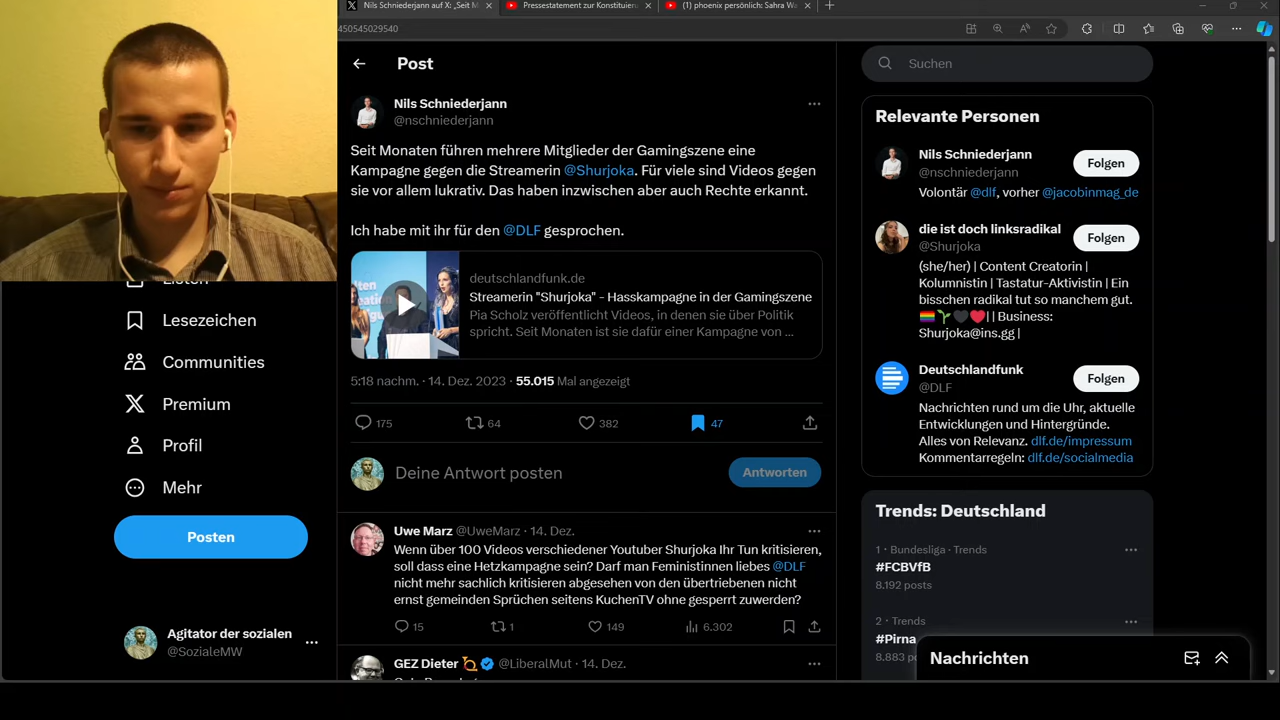 Nils Schniederjann auf X: „Seit M
Pressestatement zur Konstituier
(1) phoenix persönlich: Sahra Wa
450545029540
Post
Nils Schniederjann
@nschniederjann
Seit Monaten führen mehrere Mitglieder der Gamingszene eine
Kampagne gegen die Streamerin @Shurjoka. Für viele sind Videos gegen
sie vor allem lukrativ. Das haben inzwischen aber auch Rechte erkannt.
Ich habe mit ihr für den @DLF gesprochen.
deutschlandfunk.de
Streamerin "Shurjoka" - Hasskampagne in der Gamingszene
Pia Scholz veröffentlicht Videos, in denen sie über Politik
spricht. Seit Monaten ist sie dafür einer Kampagne von ...
5:18 nachm. · 14. Dez. 2023 · 55.015 Mal angezeigt
175 64 382 47
Deine Antwort posten
Antworten
Uwe Marz @UweMarz · 14. Dez.
Wenn über 100 Videos verschiedener Youtuber Shurjoka Ihr Tun kritisieren,
soll dass eine Hetzkampagne sein? Darf man Feministinnen liebes @DLF
nicht mehr sachlich kritisieren abgesehen von den übertriebenen nicht
ernst gemeinden Sprüchen seitens KuchenTV ohne gesperrt zuwerden?
15 1 149 6.302
GEZ Dieter @LiberalMut · 14. Dez.
Listen
Lesezeichen
Communities
Premium
Profil
Mehr
Posten
Agitator der sozialen
@SozialeMW
Suchen
Relevante Personen
Nils Schniederjann
@nschniederjann
Folgen
Volontär @dlf, vorher @jacobinmag_de
die ist doch linksradikal
@Shurjoka
Folgen
(she/her) | Content Creatorin |
Kolumnistin | Tastatur-Aktivistin | Ein
bisschen radikal tut so manchem gut.
🏳️‍🌈🌱🖤❤️| | Business:
Shurjoka@ins.gg |
Deutschlandfunk
@DLF
Folgen
Nachrichten rund um die Uhr, aktuelle
Entwicklungen und Hintergründe.
Alles von Relevanz. dlf.de/impressum
Kommentarregeln: dlf.de/socialmedia
Trends: Deutschland
1 · Bundesliga · Trends
#FCBVfB
8.192 posts
2 · Trends
#Pirna
8.883 po
Nachrichten